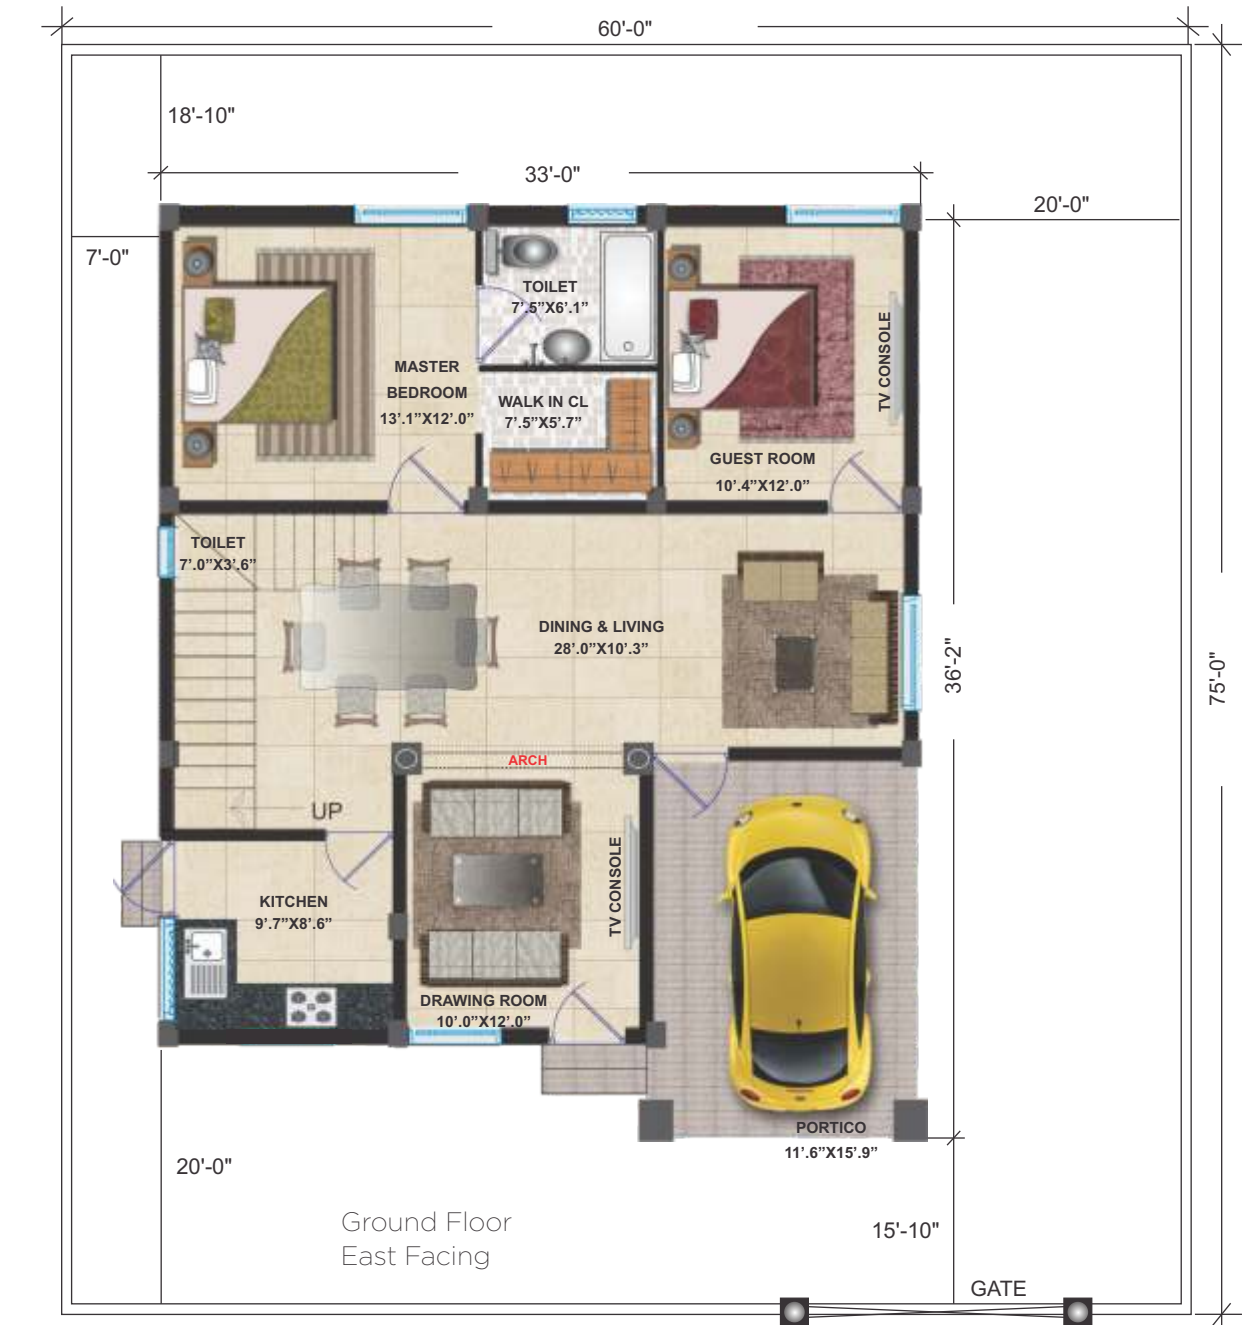 60'-0"
18'-10"
33'-0"
20'-0"
7'-0"
TOILET
7'.5”X6’.1”
MASTER
BEDROOM
13’.1”X12’.0”
WALK IN CL
7’.5”X5’.7”
TV CONSOLE
GUEST ROOM
10’.4”X12’.0”
TOILET
7’.0”X3’.6”
DINING & LIVING
28’.0”X10’.3”
36'-2"
75'-0"
ARCH
UP
TV CONSOLE
KITCHEN
9’.7”X8’.6”
DRAWING ROOM
10’.0”X12’.0”
PORTICO
11’.6”X15’.9”
20'-0"
Ground Floor
East Facing
15'-10"
GATE